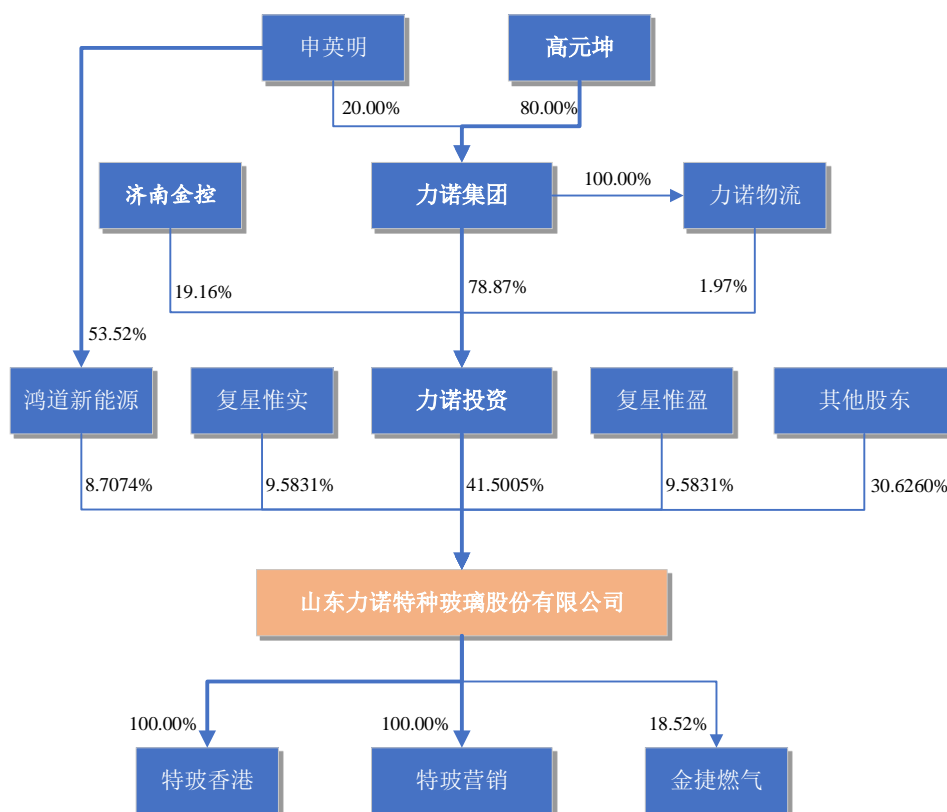 申英明
高元坤
20.00%
80.00%
济南金控
力诺集团
100.00%
力诺物流
19.16%
78.87%
1.97%
53.52%
鸿道新能源
复星惟实
力诺投资
复星惟盈
其他股东
8.7074%
9.5831%
41.5005%
9.5831%
30.6260%
山东力诺特种玻璃股份有限公司
100.00%
100.00%
18.52%
特玻香港
特玻营销
金捷燃气